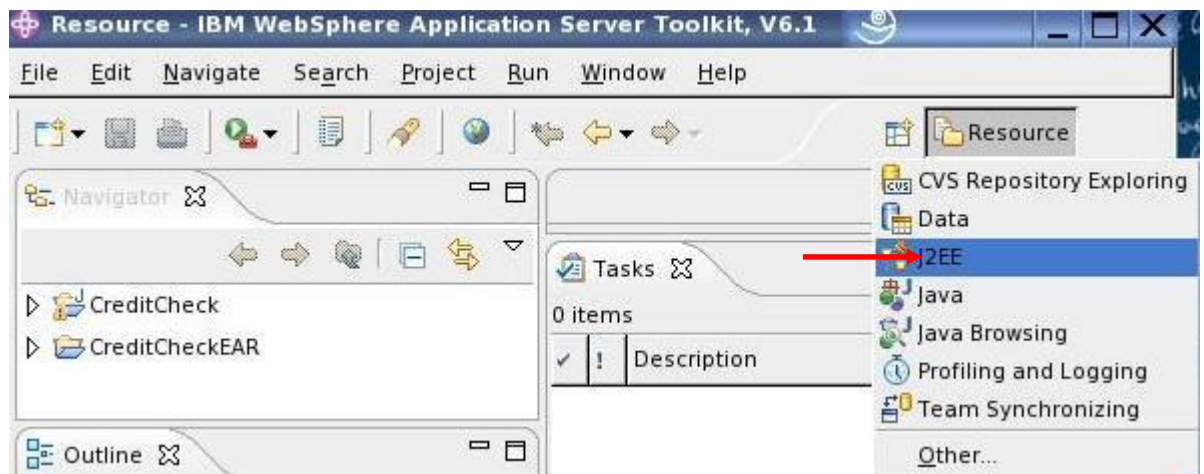 Resource - IBM WebSphere Application Server Toolkit, V6.1
File Edit Navigate Search Project Run Window Help
Resource
CVS Repository Exploring
Data
J2EE
Java
Java Browsing
Profiling and Logging
Team Synchronizing
Other...
Navigator
CreditCheck
CreditCheckEAR
Tasks
0 items
! Description
Outline